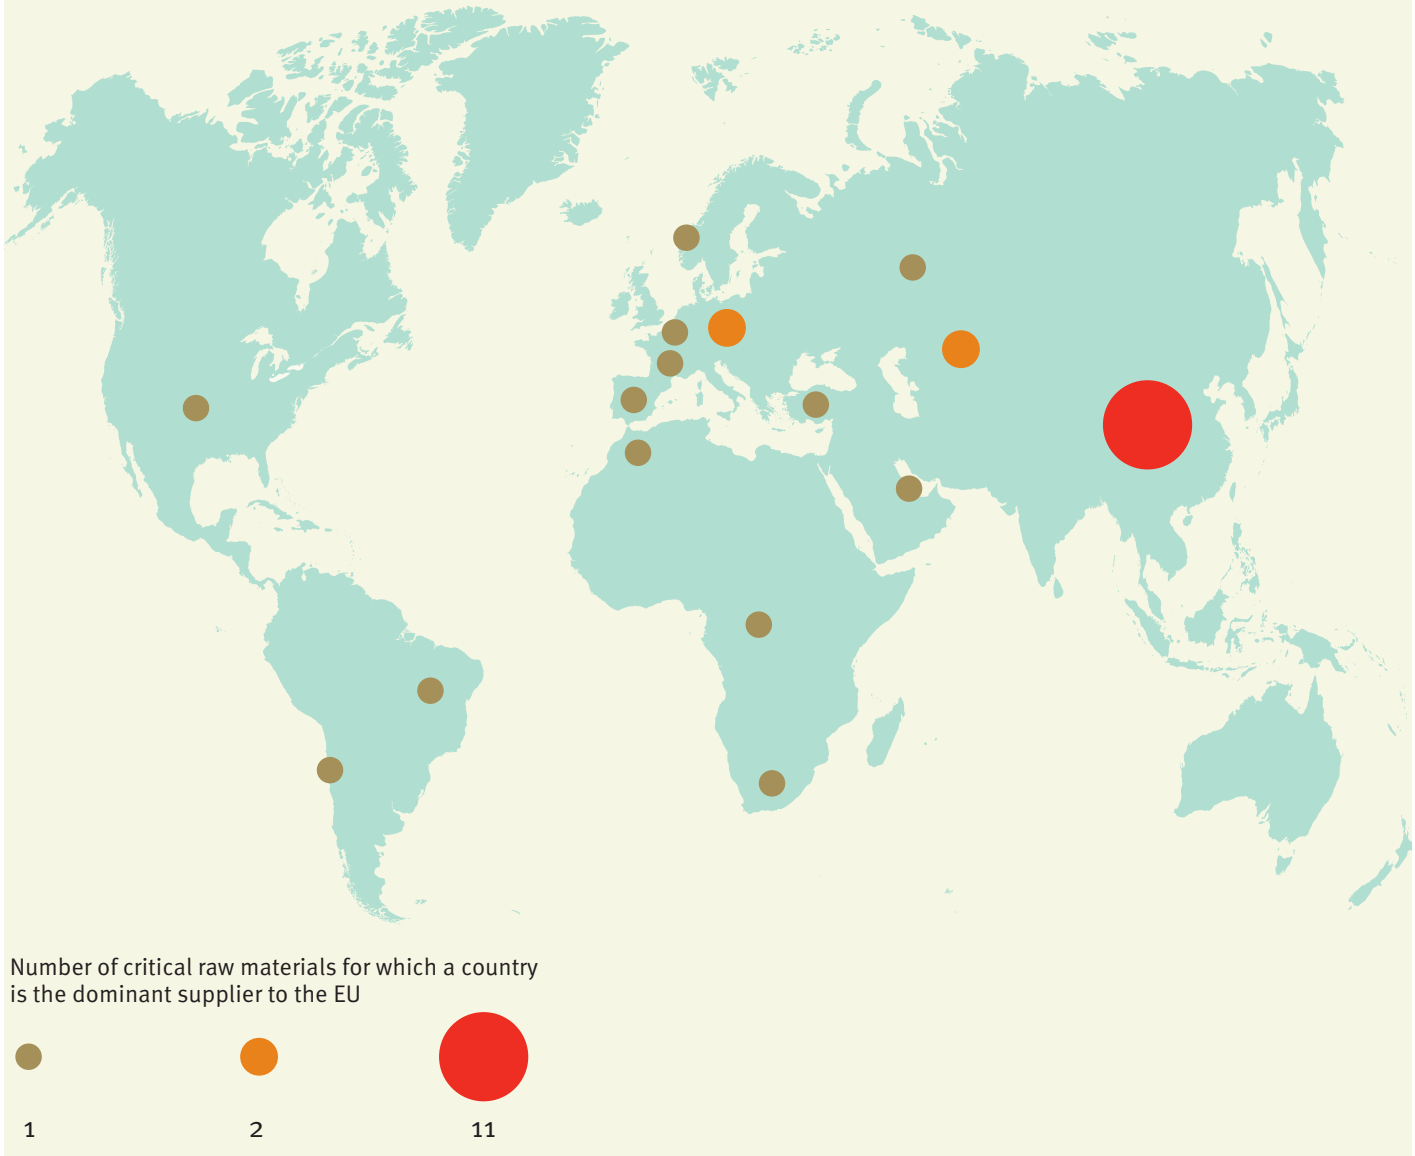 Number of critical raw materials for which a country
is the dominant supplier to the EU
1 2 11